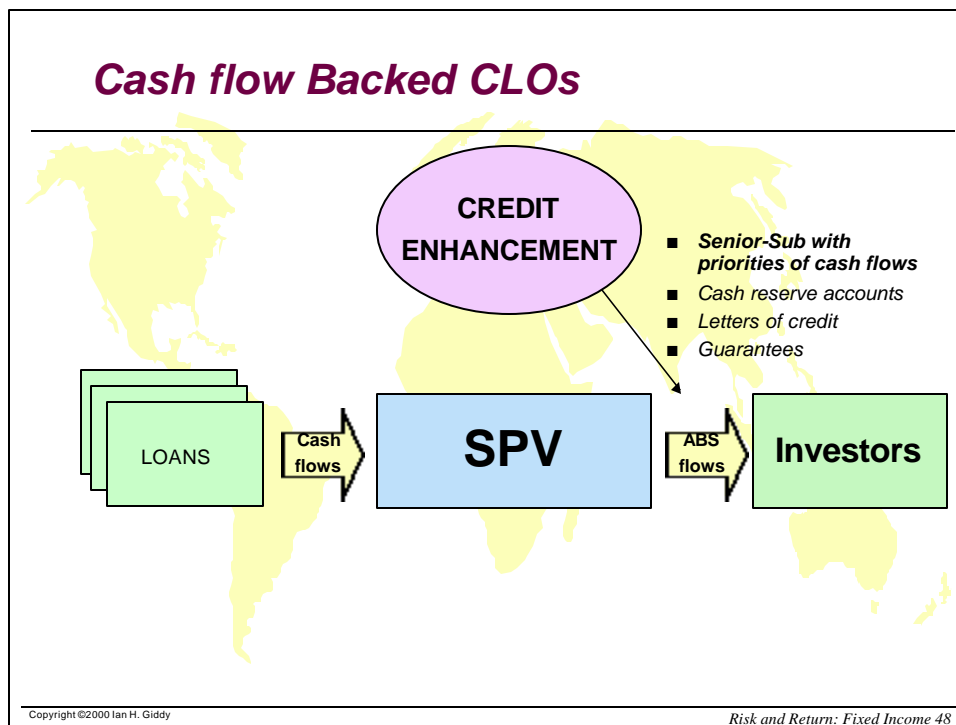 Cash flow Backed CLOs
CREDIT
ENHANCEMENT
■ Senior-Sub with
priorities of cash flows
■ Cash reserve accounts
■ Letters of credit
■ Guarantees
LOANS
Cash
flows
SPV
ABS
flows
Investors
Copyright ©2000 Ian H. Giddy
Risk and Return: Fixed Income 48